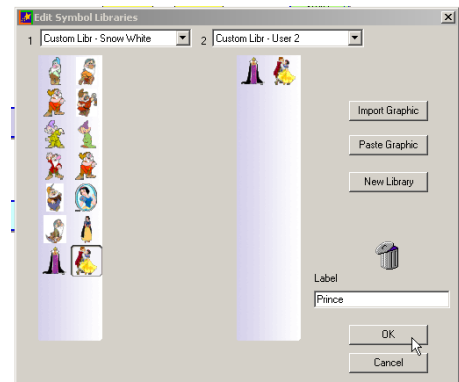 Edit Symbol Libraries
1 Custom Libr - Snow White 2 Custom Libr - User 2
Import Graphic
Paste Graphic
New Library
Label
Prince
OK
Cancel